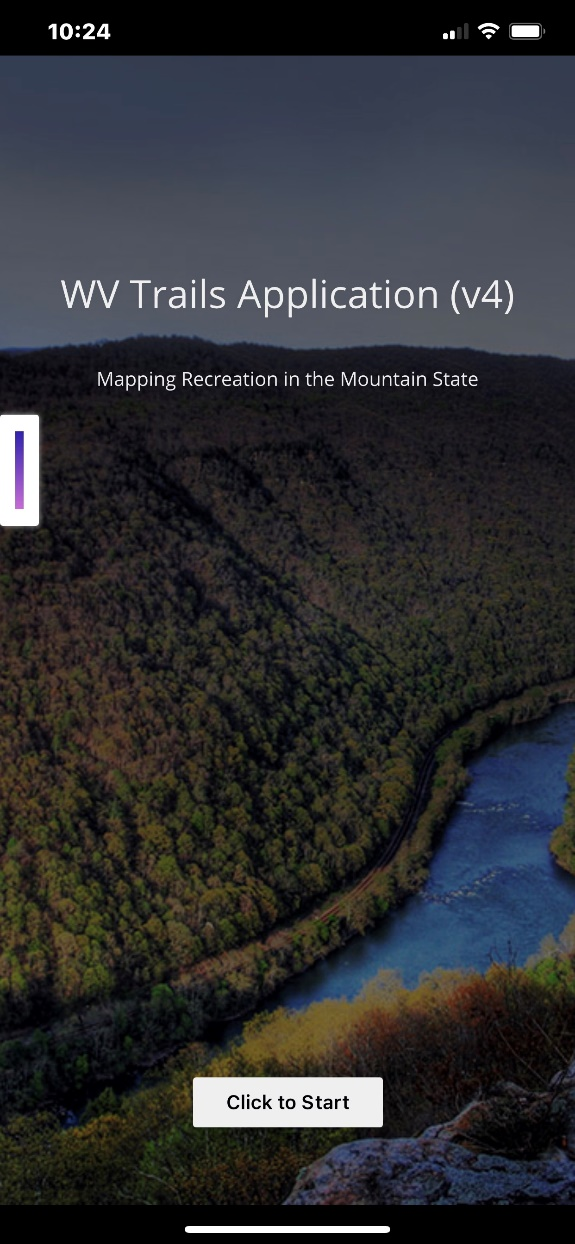 10:24
WV Trails Application (v4)
Mapping Recreation in the Mountain State
Click to Start